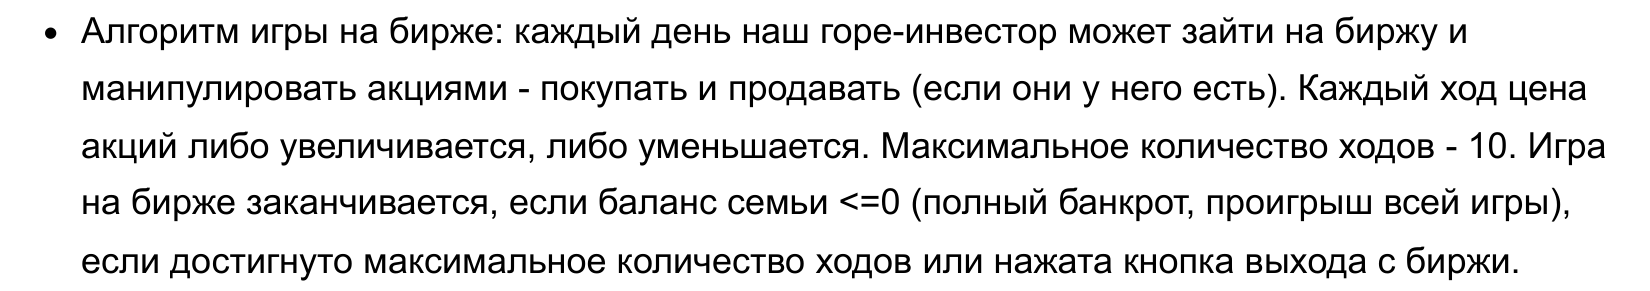 • Алгоритм игры на бирже: каждый день наш горе-инвестор может зайти на биржу и
манипулировать акциями - покупать и продавать (если они у него есть). Каждый ход цена
акций либо увеличивается, либо уменьшается. Максимальное количество ходов - 10. Игра
на бирже заканчивается, если баланс семьи <=0 (полный банкрот, проигрыш всей игры),
если достигнуто максимальное количество ходов или нажата кнопка выхода с биржи.